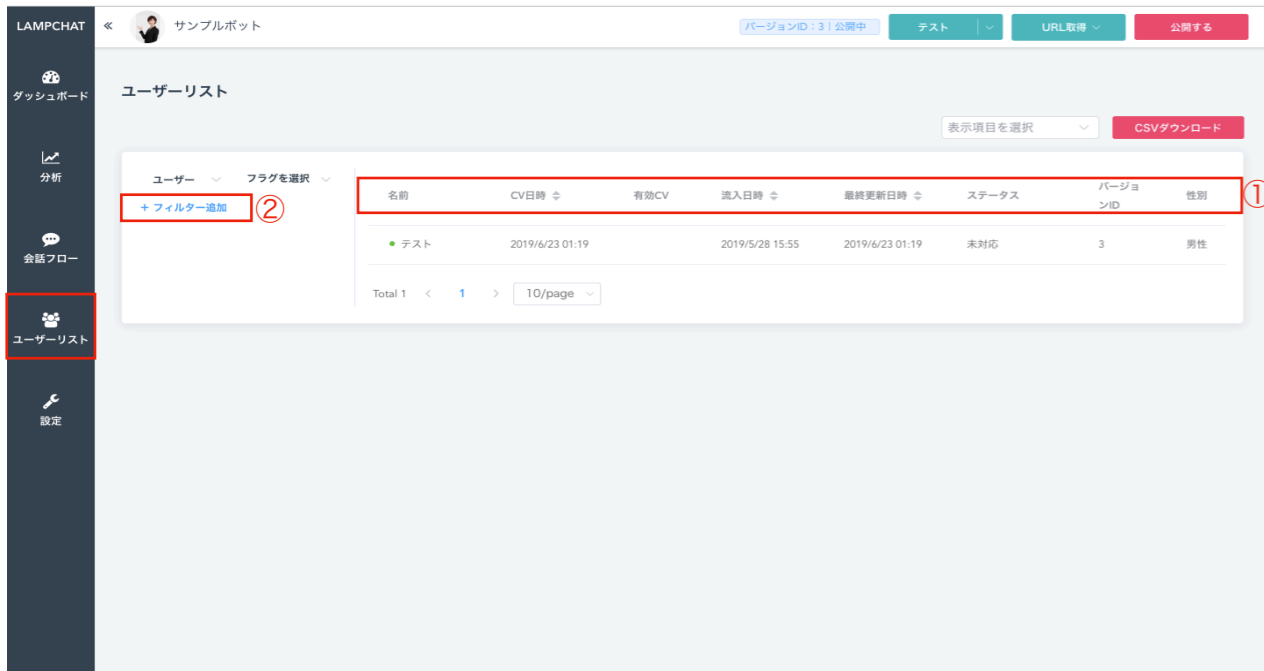 LAMPCHAT
«
サンプルボット
バージョンID：3 | 公開中
テスト
URL取得
公開する
ダッシュボード
分析
会話フロー
ユーザーリスト
設定
ユーザーリスト
表示項目を選択
CSVダウンロード
ユーザー
フラグを選択
+ フィルター追加
②
①
名前 CV日時 有効CV 流入日時 最終更新日時 ステータス バージョンID 性別
テスト 2019/6/23 01:19 2019/5/28 15:55 2019/6/23 01:19 未対応 3 男性
Total 1 < 1 > 10/page